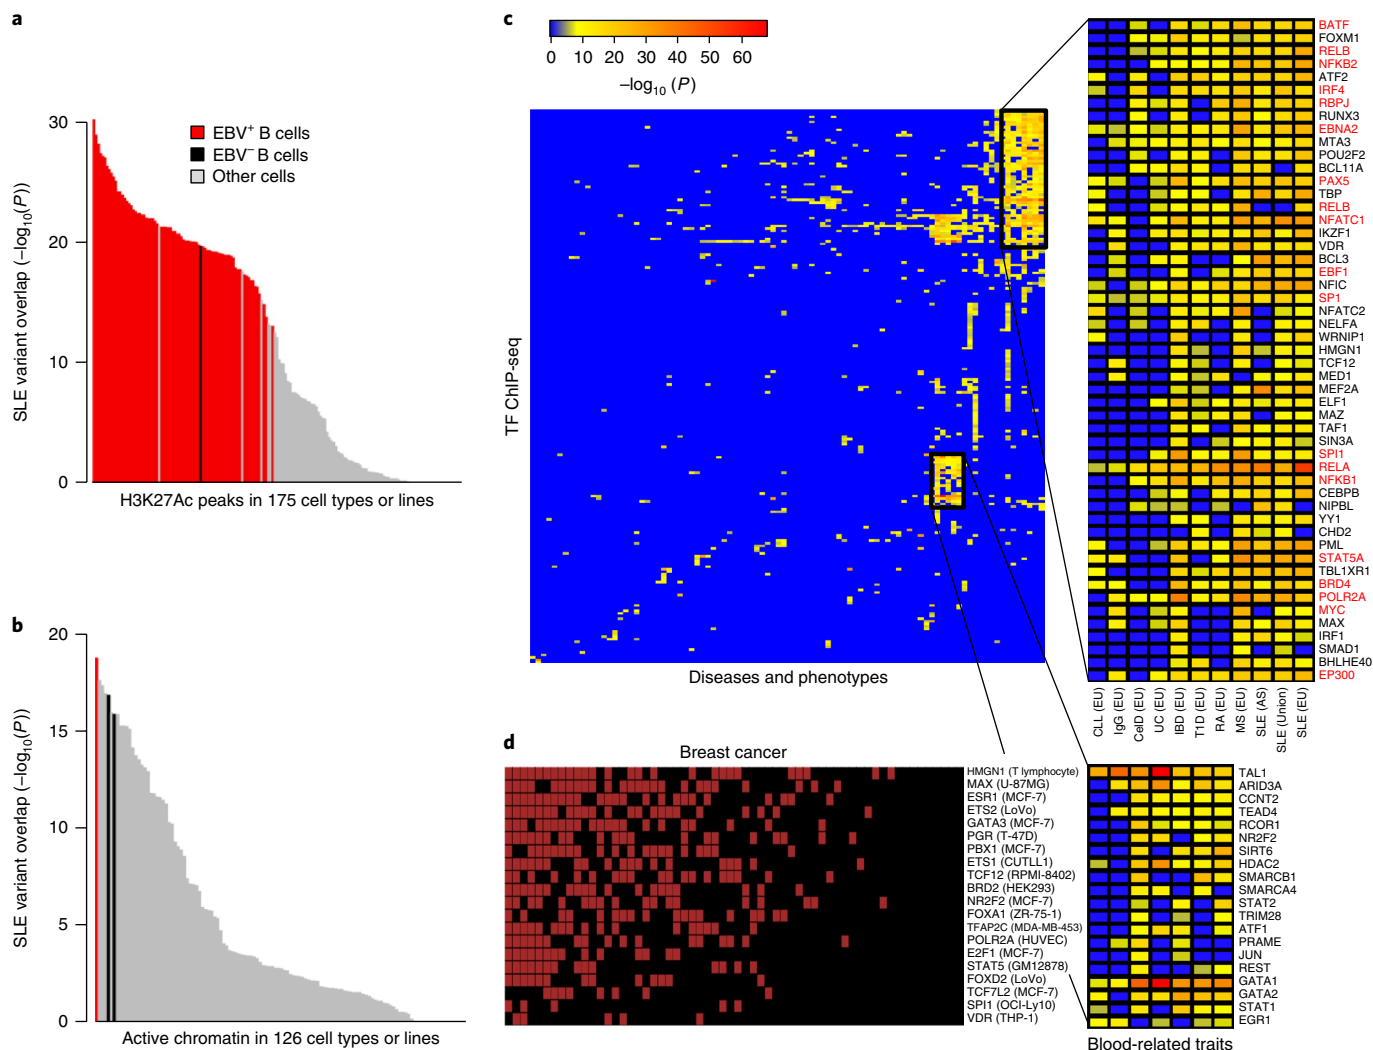 a
SLE variant overlap (–log10(P))
30
20
10
0
EBV+ B cells
EBV– B cells
Other cells
H3K27Ac peaks in 175 cell types or lines
b
SLE variant overlap (–log10(P))
20
15
10
5
0
Active chromatin in 126 cell types or lines
c
0 10 20 30 40 50 60
–log10 (P)
TF ChIP-seq
Diseases and phenotypes
BATF
FOXM1
RELB
NFKB2
ATF2
IRF4
RBPJ
RUNX3
EBNA2
MTA3
POU2F2
BCL11A
PAX5
TBP
RELB
NFATC1
IKZF1
VDR
BCL3
EBF1
NFIC
SP1
NFATC2
NELFA
WRNIP1
HMGN1
TCF12
MED1
MEF2A
ELF1
MAZ
TAF1
SIN3A
SPI1
RELA
NFKB1
CEBPB
NIPBL
YY1
CHD2
PML
STAT5A
TBL1XR1
BRD4
POLR2A
MYC
MAX
IRF1
SMAD1
BHLHE40
EP300
CLL (EU)
IgG (EU)
CelD (EU)
UC (EU)
IBD (EU)
T1D (EU)
RA (EU)
MS (EU)
SLE (AS)
SLE (Union)
SLE (EU)
d
Breast cancer
HMGN1 (T lymphocyte)
MAX (U-87MG)
ESR1 (MCF-7)
ETS2 (LoVo)
GATA3 (MCF-7)
PGR (T-47D)
PBX1 (MCF-7)
ETS1 (CUTLL1)
TCF12 (RPMI-8402)
BRD2 (HEK293)
NR2F2 (MCF-7)
FOXA1 (ZR-75-1)
TFAP2C (MDA-MB-453)
POLR2A (HUVEC)
E2F1 (MCF-7)
STAT5 (GM12878)
FOXD2 (LoVo)
TCF7L2 (MCF-7)
SPI1 (OCI-Ly10)
VDR (THP-1)
TAL1
ARID3A
CCNT2
TEAD4
RCOR1
NR2F2
SIRT6
HDAC2
SMARCB1
SMARCA4
STAT2
TRIM28
ATF1
PRAME
JUN
REST
GATA1
GATA2
STAT1
EGR1
Blood-related traits